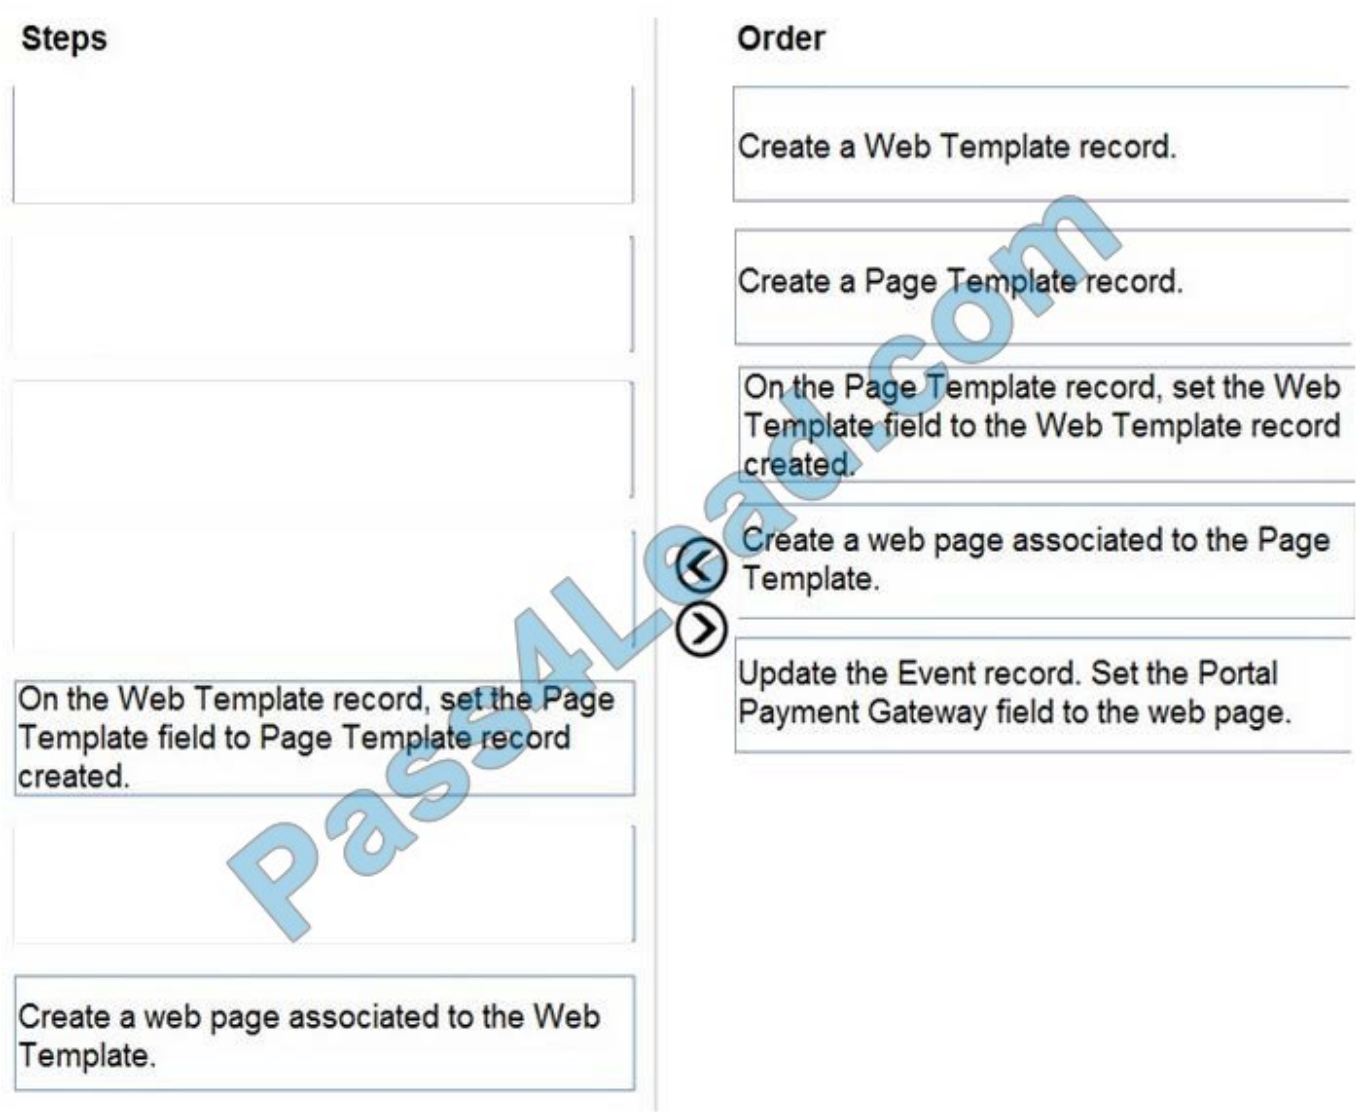 Steps
On the Web Template record, set the Page
Template field to Page Template record
created.
Create a web page associated to the Web
Template.
Order
Create a Web Template record.
Create a Page Template record.
On the Page Template record, set the Web
Template field to the Web Template record
created.
Create a web page associated to the Page
Template.
Update the Event record. Set the Portal
Payment Gateway field to the web page.
Pass4Lead.com